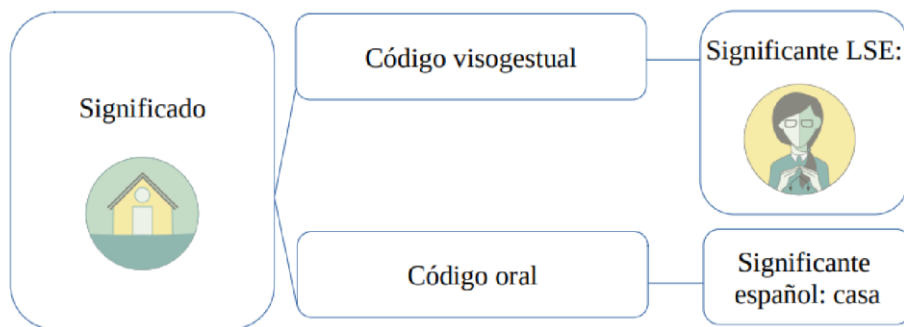 Significado
Código visogestual
Significante LSE:
Código oral
Significante
español: casa